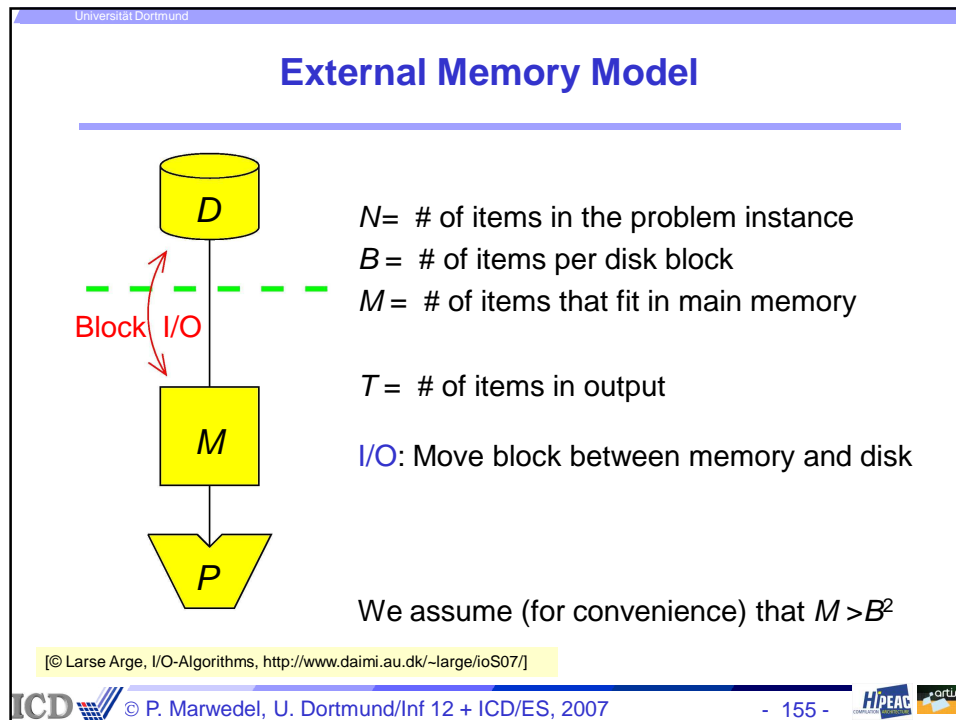 Universität Dortmund
External Memory Model
D
Block I/O
M
P
N= # of items in the problem instance
B = # of items per disk block
M = # of items that fit in main memory
T = # of items in output
I/O: Move block between memory and disk
We assume (for convenience) that M >B²
[© Larse Arge, I/O-Algorithms, http://www.daimi.au.dk/~large/ioS07/]
ICD © P. Marwedel, U. Dortmund/Inf 12 + ICD/ES, 2007 - 155 - HiPEAC